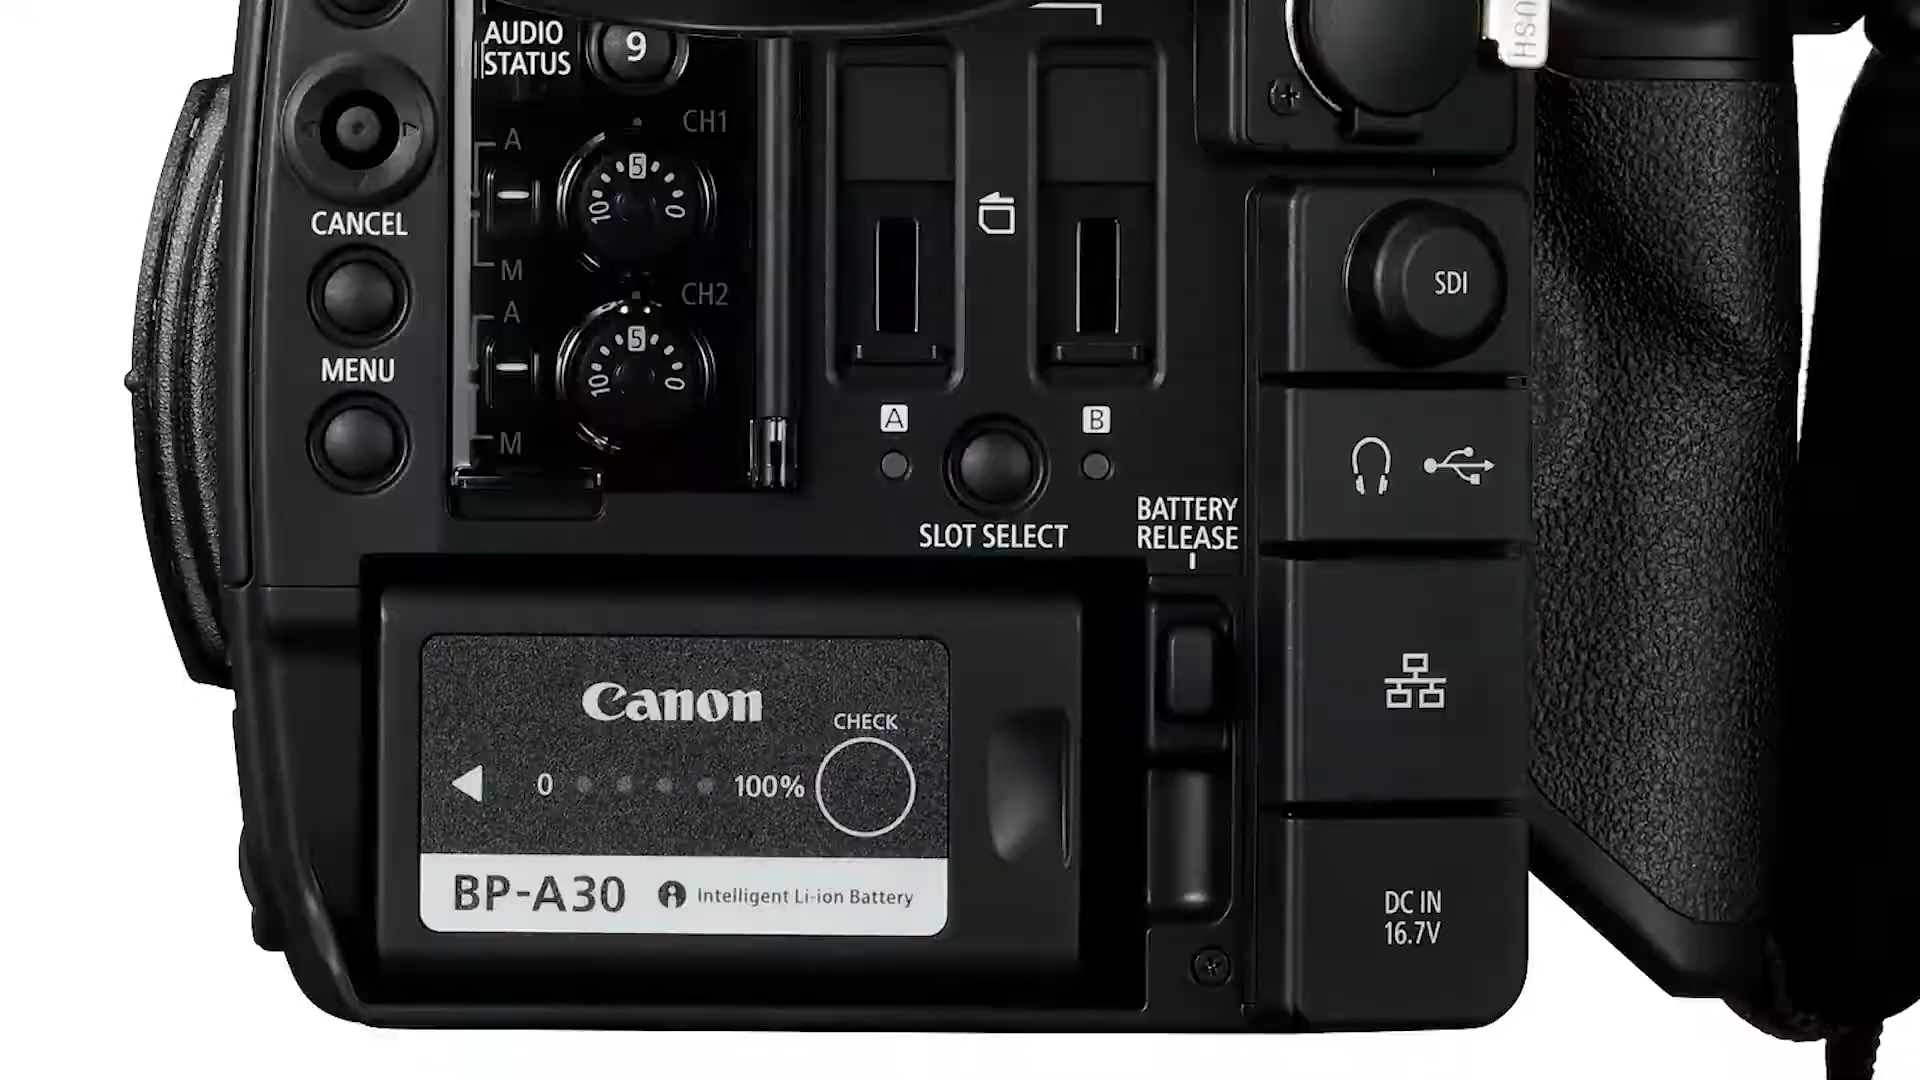 AUDIO
STATUS
9
PUSH
CH1
A
5
10
0
CANCEL
M
CH2
A
5
10
0
SDI
MENU
M
A
B
SLOT SELECT
BATTERY
RELEASE
Canon
CHECK
0
100%
BP-A30
Intelligent Li-ion Battery
DC IN
16.7V